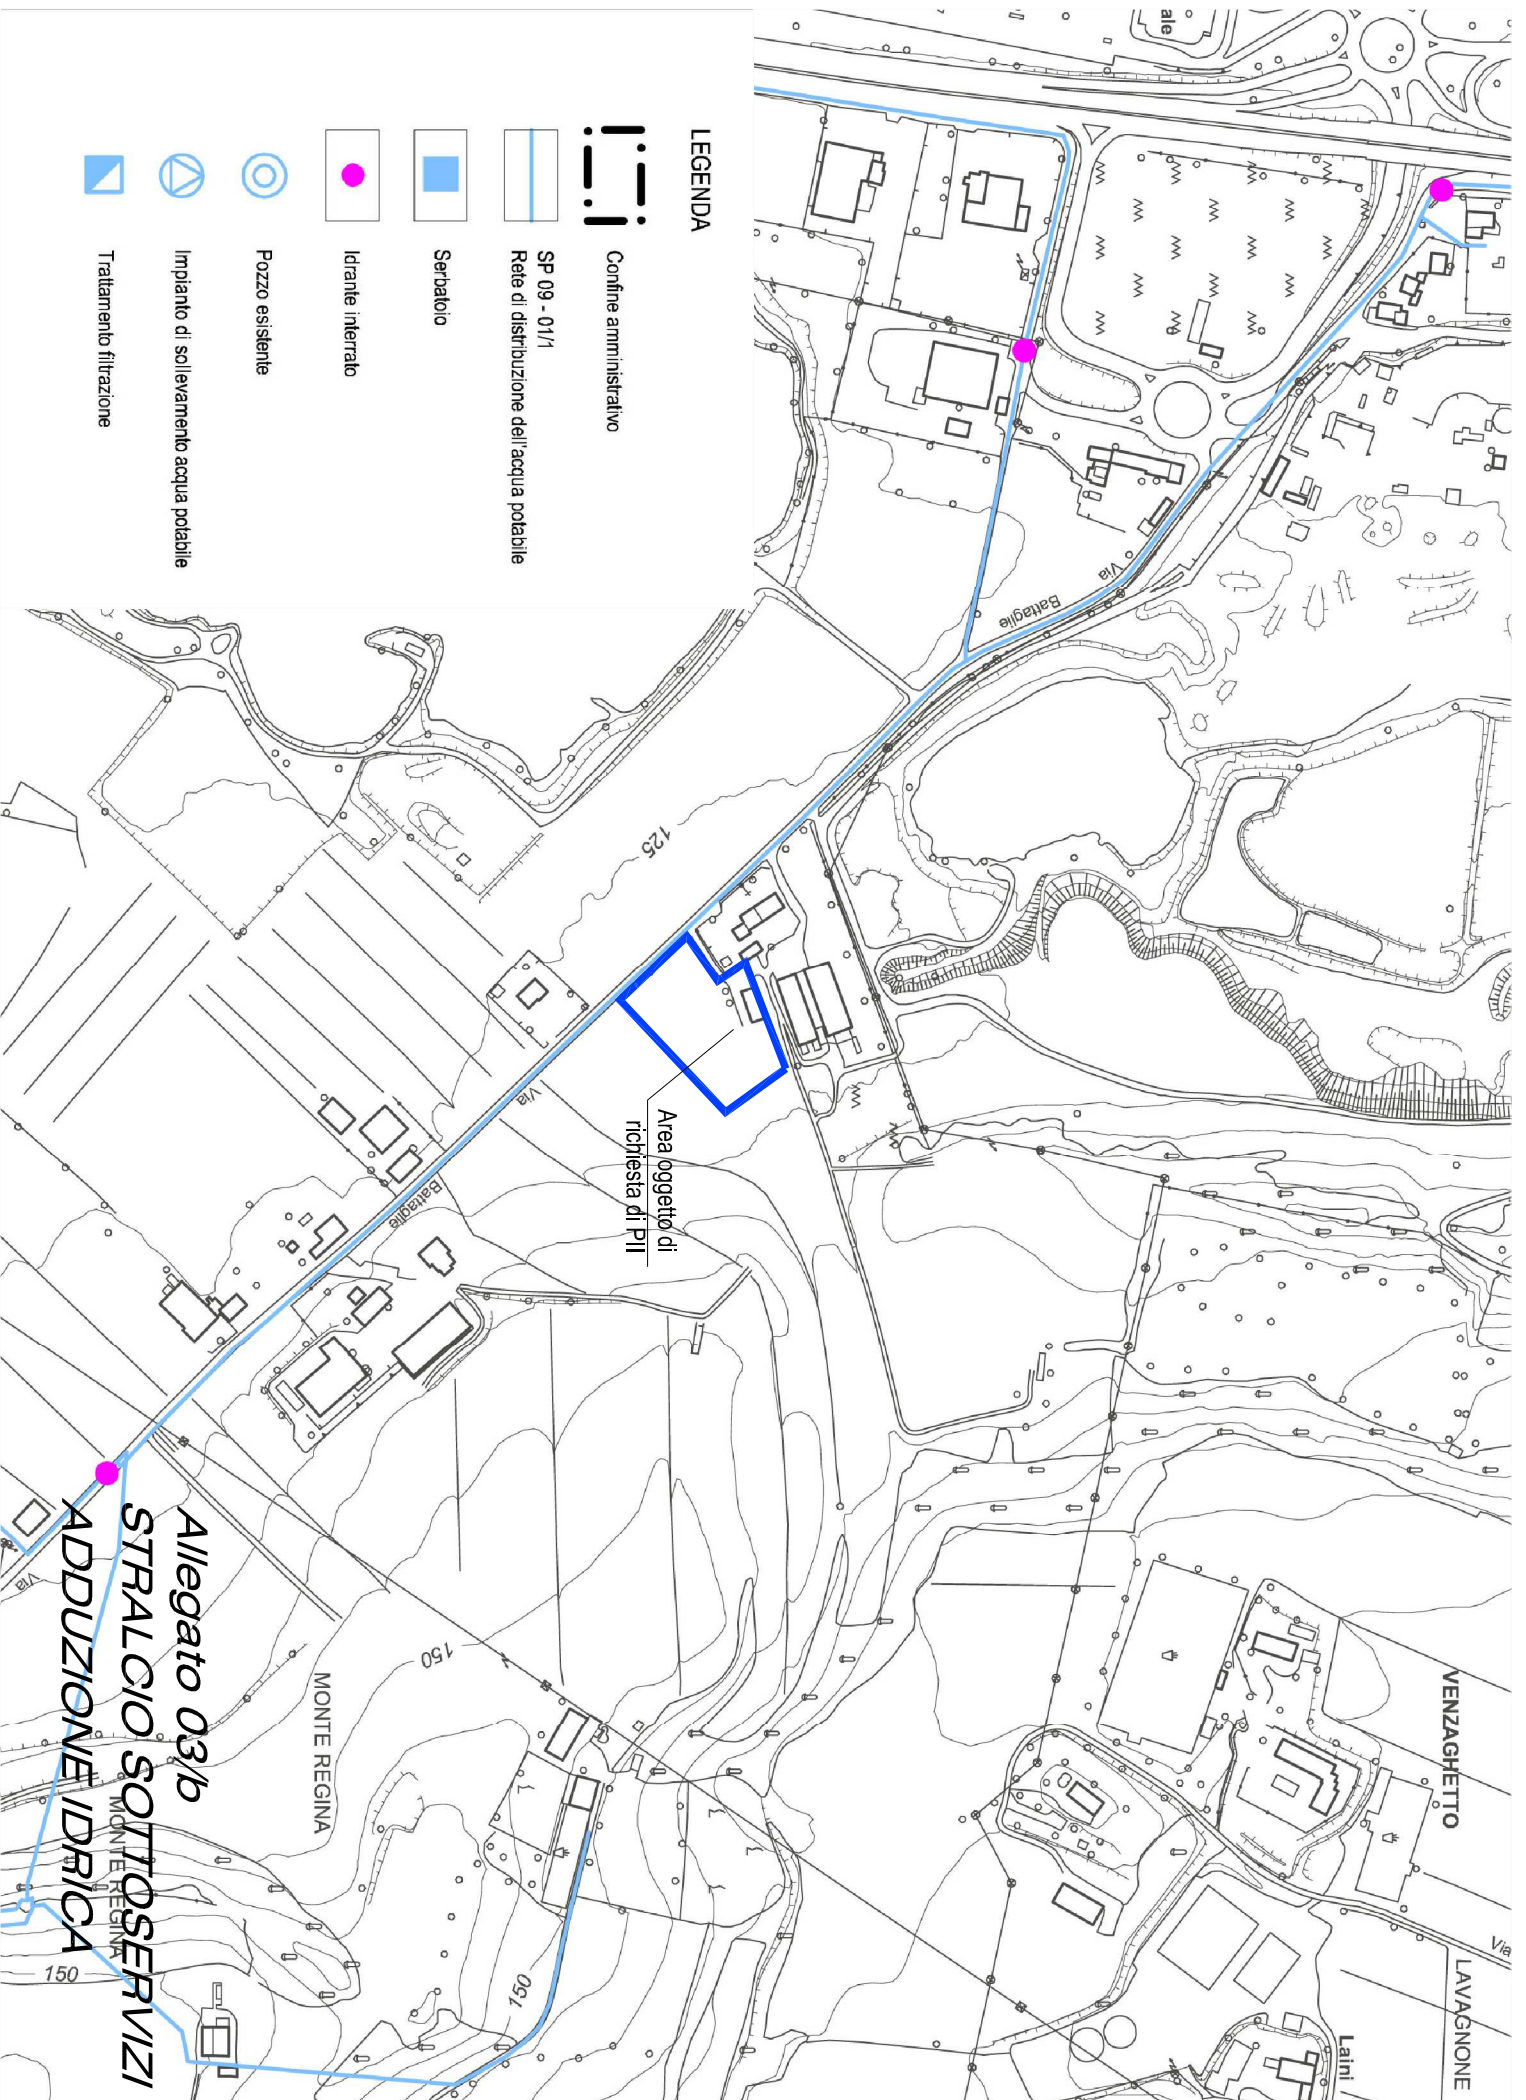 LEGENDA
Confine amministrativo
SP 09 - 01/1
Rete di distribuzione dell'acqua potabile
Serbatoio
Idrante interrato
Pozzo esistente
Impianto di sollevamento acqua potabile
Trattamento filtrazione
ale
Via
Battaglie
125
Via
Battaglie
Area oggetto di
richiesta di PII
Via
150
MONTE REGINA
MONTE REGINA
150
150
VENZAGHETTO
Via
LAVAGNONE
Laini
Allegato 03/b
STRALCIO SOTTOSERVIZI
ADDUZIONE IDRICA